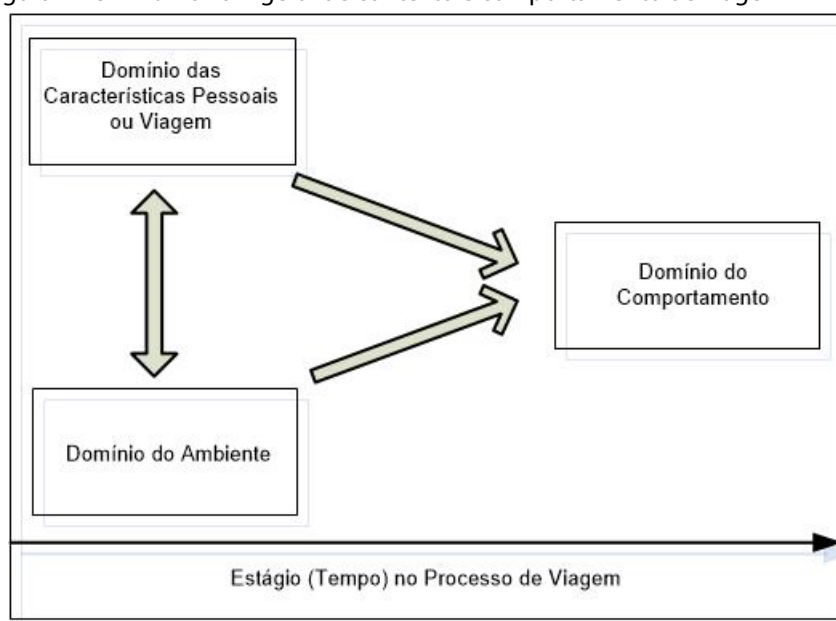 Domínio das
Características Pessoais
ou Viagem
Domínio do
Comportamento
Domínio do Ambiente
Estágio (Tempo) no Processo de Viagem